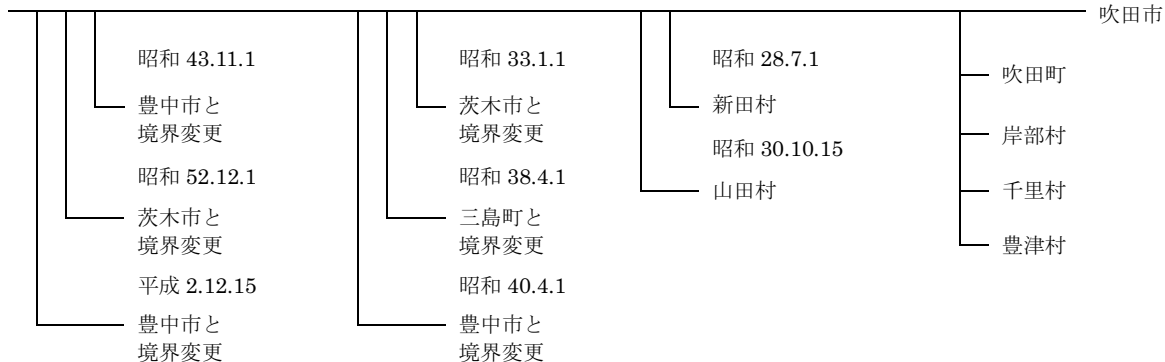 吹田市
吹田町
岸部村
千里村
豊津村
昭和 28.7.1
新田村
昭和 30.10.15
山田村
昭和 33.1.1
茨木市と
境界変更
昭和 38.4.1
三島町と
境界変更
昭和 40.4.1
豊中市と
境界変更
昭和 43.11.1
豊中市と
境界変更
昭和 52.12.1
茨木市と
境界変更
平成 2.12.15
豊中市と
境界変更